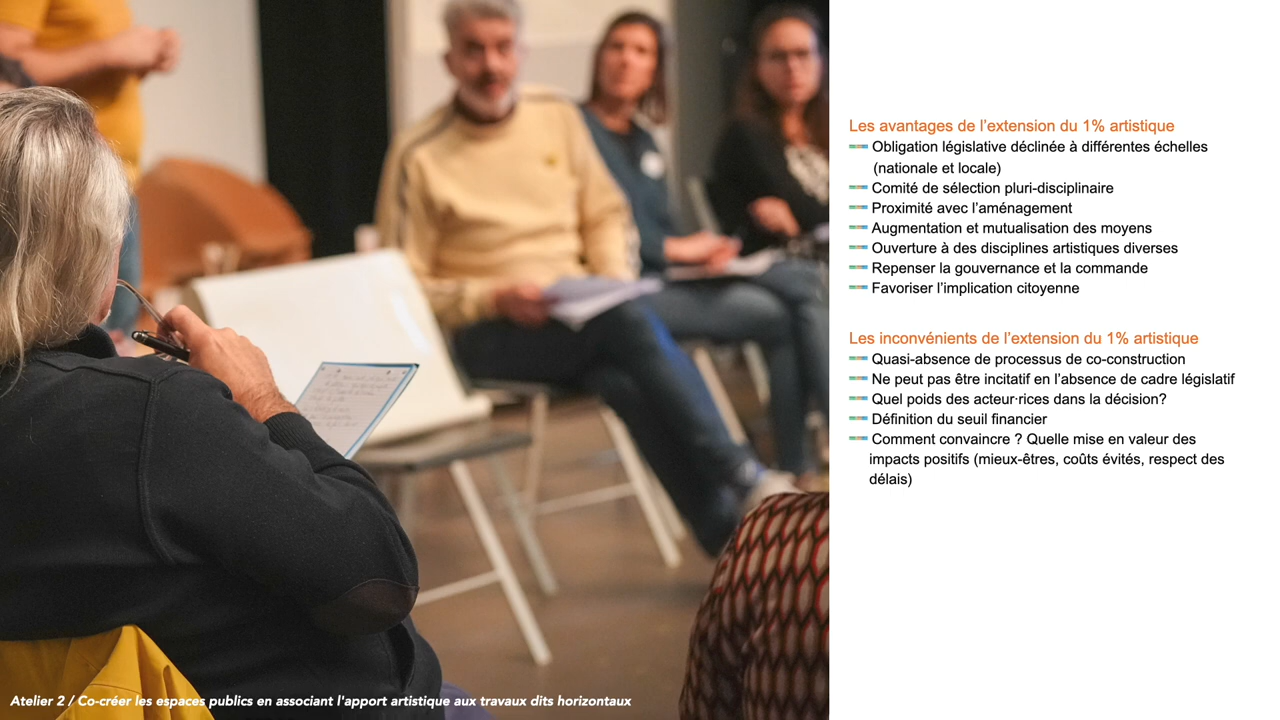 Les avantages de l’extension du 1% artistique
Obligation législative déclinée à différentes échelles
(nationale et locale)
Comité de sélection pluri-disciplinaire
Proximité avec l’aménagement
Augmentation et mutualisation des moyens
Ouverture à des disciplines artistiques diverses
Repenser la gouvernance et la commande
Favoriser l’implication citoyenne
Les inconvénients de l’extension du 1% artistique
Quasi-absence de processus de co-construction
Ne peut pas être incitatif en l’absence de cadre législatif
Quel poids des acteur·rices dans la décision?
Définition du seuil financier
Comment convaincre ? Quelle mise en valeur des
impacts positifs (mieux-êtres, coûts évités, respect des
délais)
Atelier 2 / Co-créer les espaces publics en associant l'apport artistique aux travaux dits horizontaux